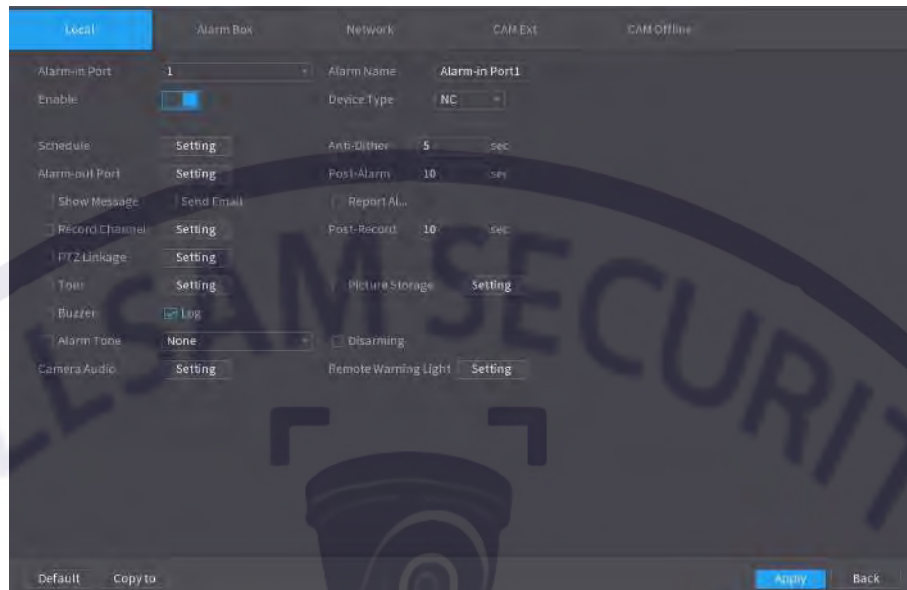 Local Alarm Box Network CAM Ext CAM Offline
Alarm-in Port 1 Alarm Name Alarm-in Port1
Enable Device Type NC
Schedule Setting Anti-Dither 5 sec
Alarm-out Port Setting Post-Alarm 10 sec
Show Message Send Email Report Al...
Record Channel Setting Post-Record 10 sec
PTZ Linkage Setting
Tour Setting Picture Storage Setting
Buzzer Log
Alarm Tone None Disarming
Camera Audio Setting Remote Warning Light Setting
LLSAM SECURIT
Default Copy to Apply Back